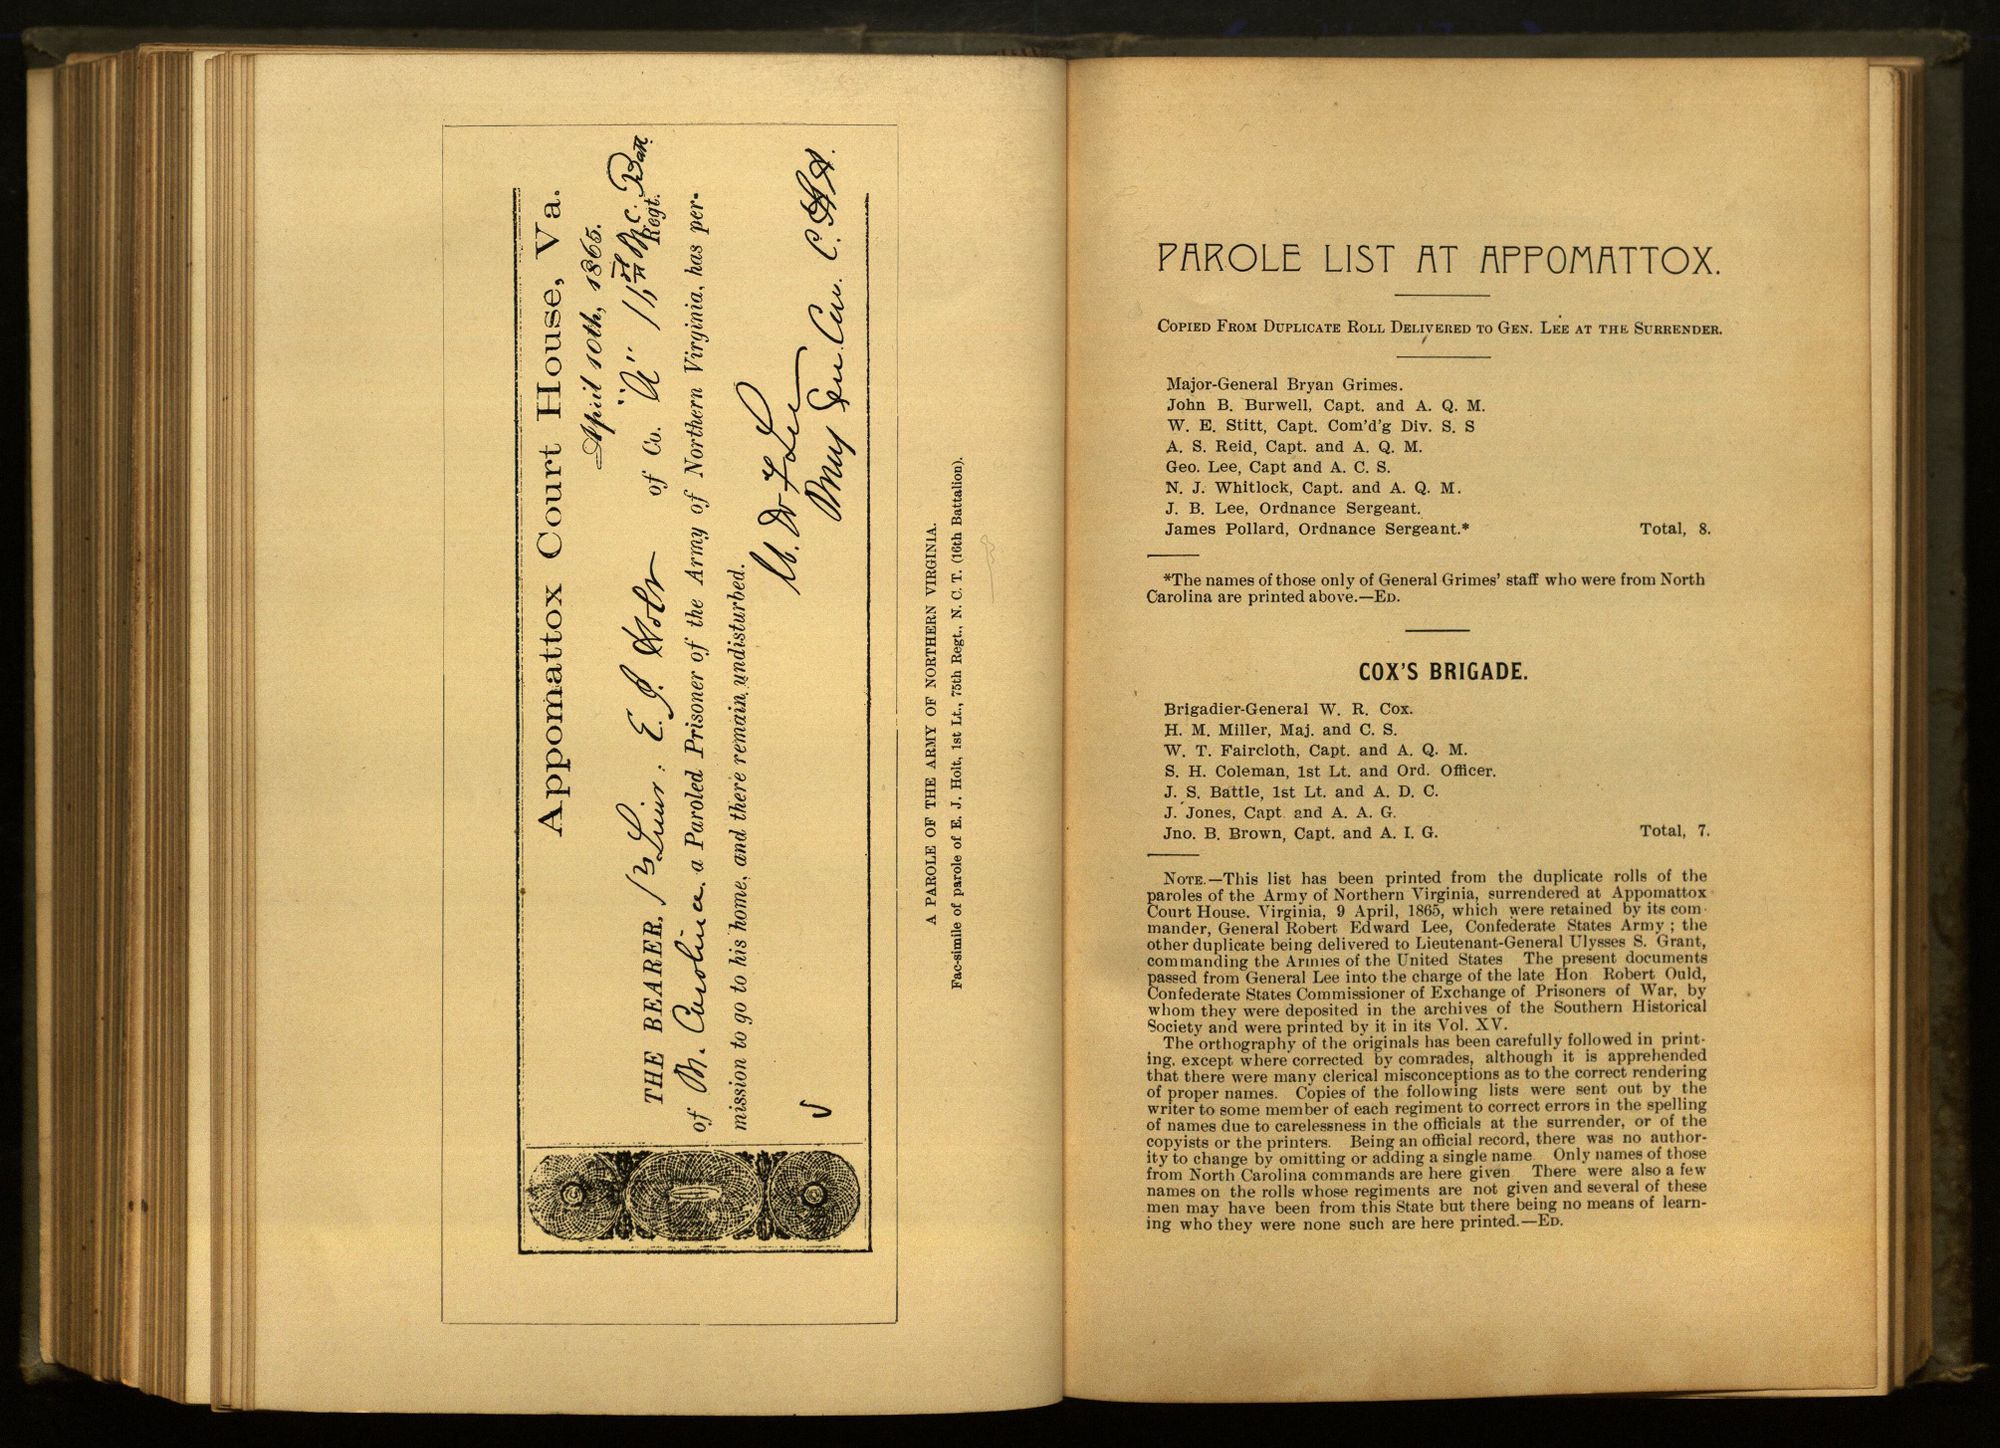 Appomattox Court House, Va.
April 10th, 1865.
THE BEARER, 1st Lieut: E. J. Holt of Co. "A" N. C. Batt
Regt.
of N. Carolina, a Paroled Prisoner of the Army of Northern Virginia, has per-
mission to go to his home, and there remain undisturbed.
W. H. F. Lee
Maj Gen. Cav. C. S. A.
A PAROLE OF THE ARMY OF NORTHERN VIRGINIA.
Fac-simile of parole of E. J. Holt, 1st Lt., 75th Regt., N. C. T. (16th Battalion).
PAROLE LIST AT APPOMATTOX.
COPIED FROM DUPLICATE ROLL DELIVERED TO GEN. LEE AT THE SURRENDER.
Major-General Bryan Grimes.
John B. Burwell, Capt. and A. Q. M.
W. E. Stitt, Capt. Com'd'g Div. S. S
A. S. Reid, Capt. and A. Q. M.
Geo. Lee, Capt and A. C. S.
N. J. Whitlock, Capt. and A. Q. M.
J. B. Lee, Ordnance Sergeant.
James Pollard, Ordnance Sergeant.* Total, 8.
*The names of those only of General Grimes' staff who were from North
Carolina are printed above.—ED.
COX'S BRIGADE.
Brigadier-General W. R. Cox.
H. M. Miller, Maj. and C. S.
W. T. Faircloth, Capt. and A. Q. M.
S. H. Coleman, 1st Lt. and Ord. Officer.
J. S. Battle, 1st Lt. and A. D. C.
J. Jones, Capt and A. A. G.
Jno. B. Brown, Capt. and A. I. G. Total, 7.
NOTE.—This list has been printed from the duplicate rolls of the
paroles of the Army of Northern Virginia, surrendered at Appomattox
Court House. Virginia, 9 April, 1865, which were retained by its com-
mander, General Robert Edward Lee, Confederate States Army; the
other duplicate being delivered to Lieutenant-General Ulysses S. Grant,
commanding the Armies of the United States The present documents
passed from General Lee into the charge of the late Hon Robert Ould,
Confederate States Commissioner of Exchange of Prisoners of War, by
whom they were deposited in the archives of the Southern Historical
Society and were printed by it in its Vol. XV.
The orthography of the originals has been carefully followed in print-
ing, except where corrected by comrades, although it is apprehended
that there were many clerical misconceptions as to the correct rendering
of proper names. Copies of the following lists were sent out by the
writer to some member of each regiment to correct errors in the spelling
of names due to carelessness in the officials at the surrender, or of the
copyists or the printers. Being an official record, there was no author-
ity to change by omitting or adding a single name Only names of those
from North Carolina commands are here given There were also a few
names on the rolls whose regiments are not given and several of these
men may have been from this State but there being no means of learn-
ing who they were none such are here printed.—ED.